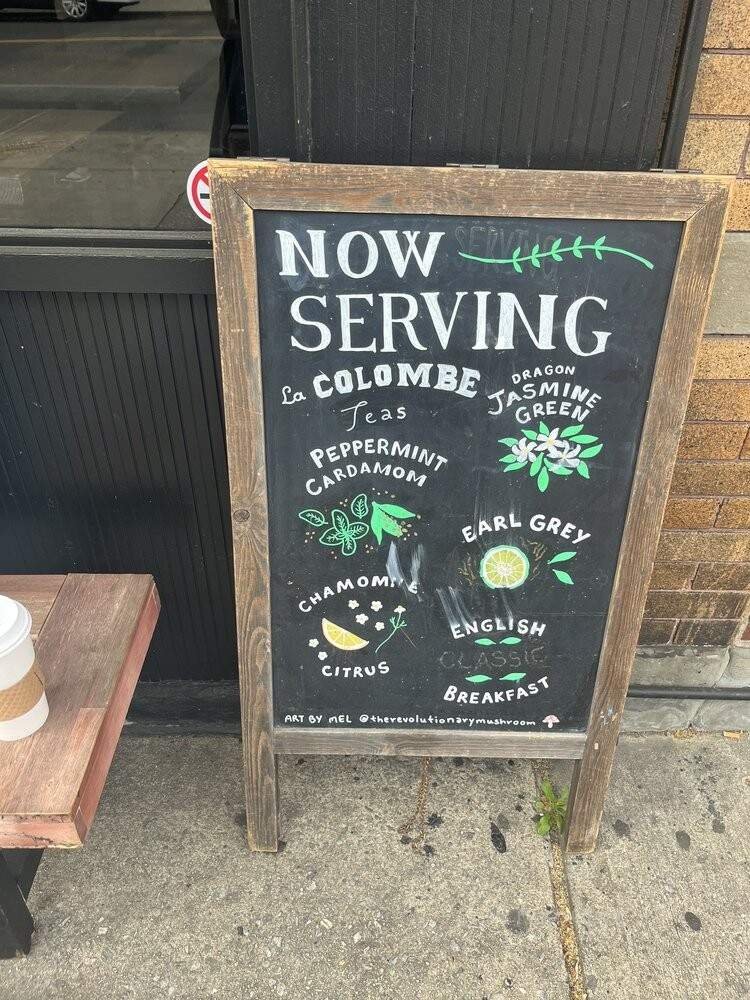 NOW
SERVING
La COLOMBE
Teas
DRAGON
JASMINE
GREEN
PEPPERMINT
CARDAMOM
EARL GREY
CHAMOMILE
CITRUS
ENGLISH
CLASSIC
BREAKFAST
ART BY MEL @therevolutionarymushroom